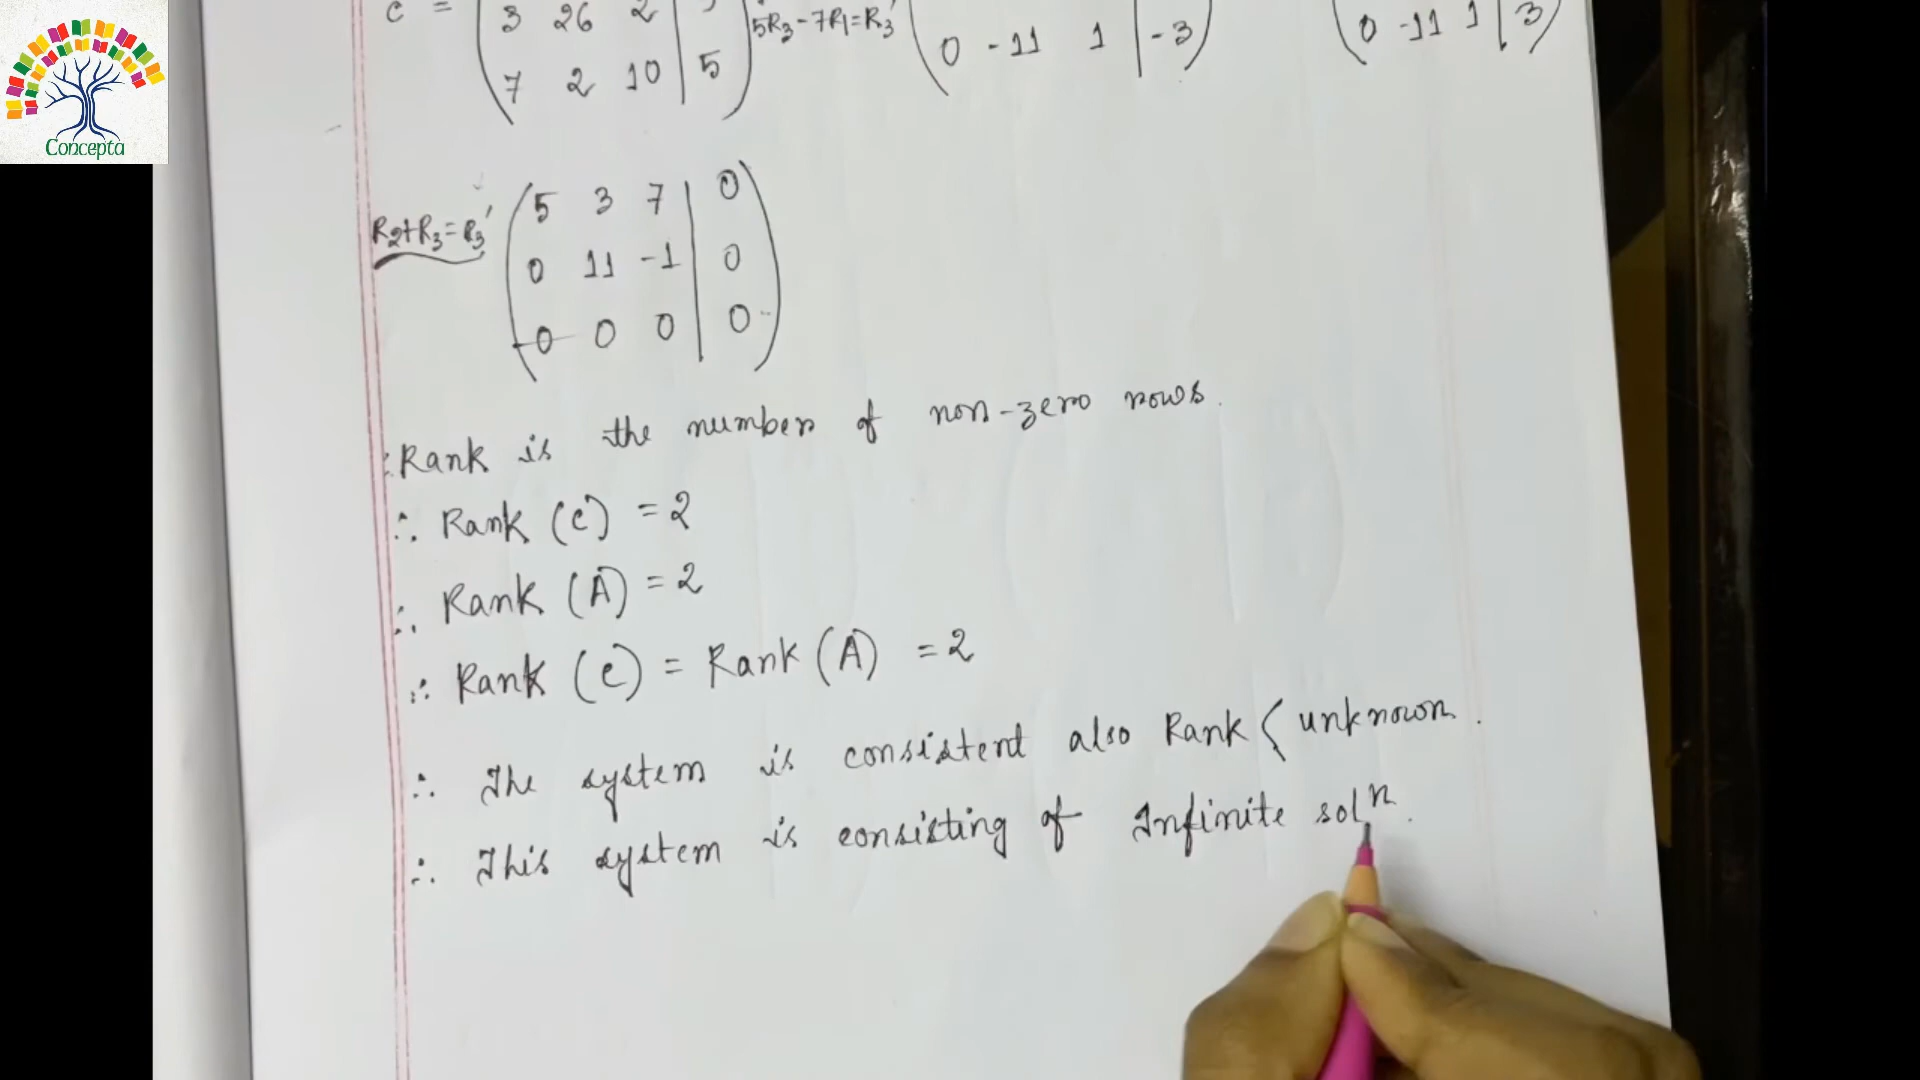 Concepta
C =
3 26 2
7 2 10 | 5
5R3-7R1=R3'
0 -11 1 | -3
0 -11 1 | 3
R2+R3=R3'
5 3 7 | 0
0 11 -1 | 0
0 0 0 | 0
Rank is the number of non-zero rows.
∴ Rank (C) = 2
∴ Rank (A) = 2
∴ Rank (C) = Rank (A) = 2
∴ The system is consistent also Rank < unknown.
∴ This system is consisting of Infinite solⁿ.